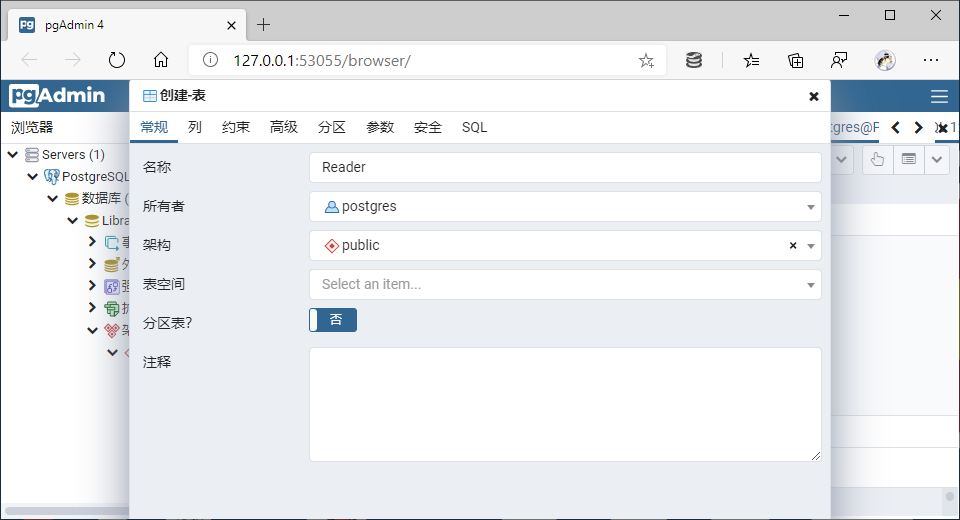 pgAdmin 4
127.0.0.1:53055/browser/
pgAdmin
创建-表
浏览器
常规 列 约束 高级 分区 参数 安全 SQL
Servers (1)
PostgreSQL
数据库
Libra
名称 Reader
所有者 postgres
架构 public
表空间 Select an item...
分区表? 否
注释